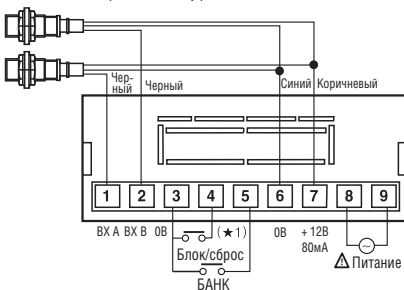 Чер-
ный Черный Синий Коричневый
1 2 3 4 5 6 7 8 9
ВХ А ВХ В 0В (★1) 0В + 12В
80мА
Блок/сброс
Питание
БАНК